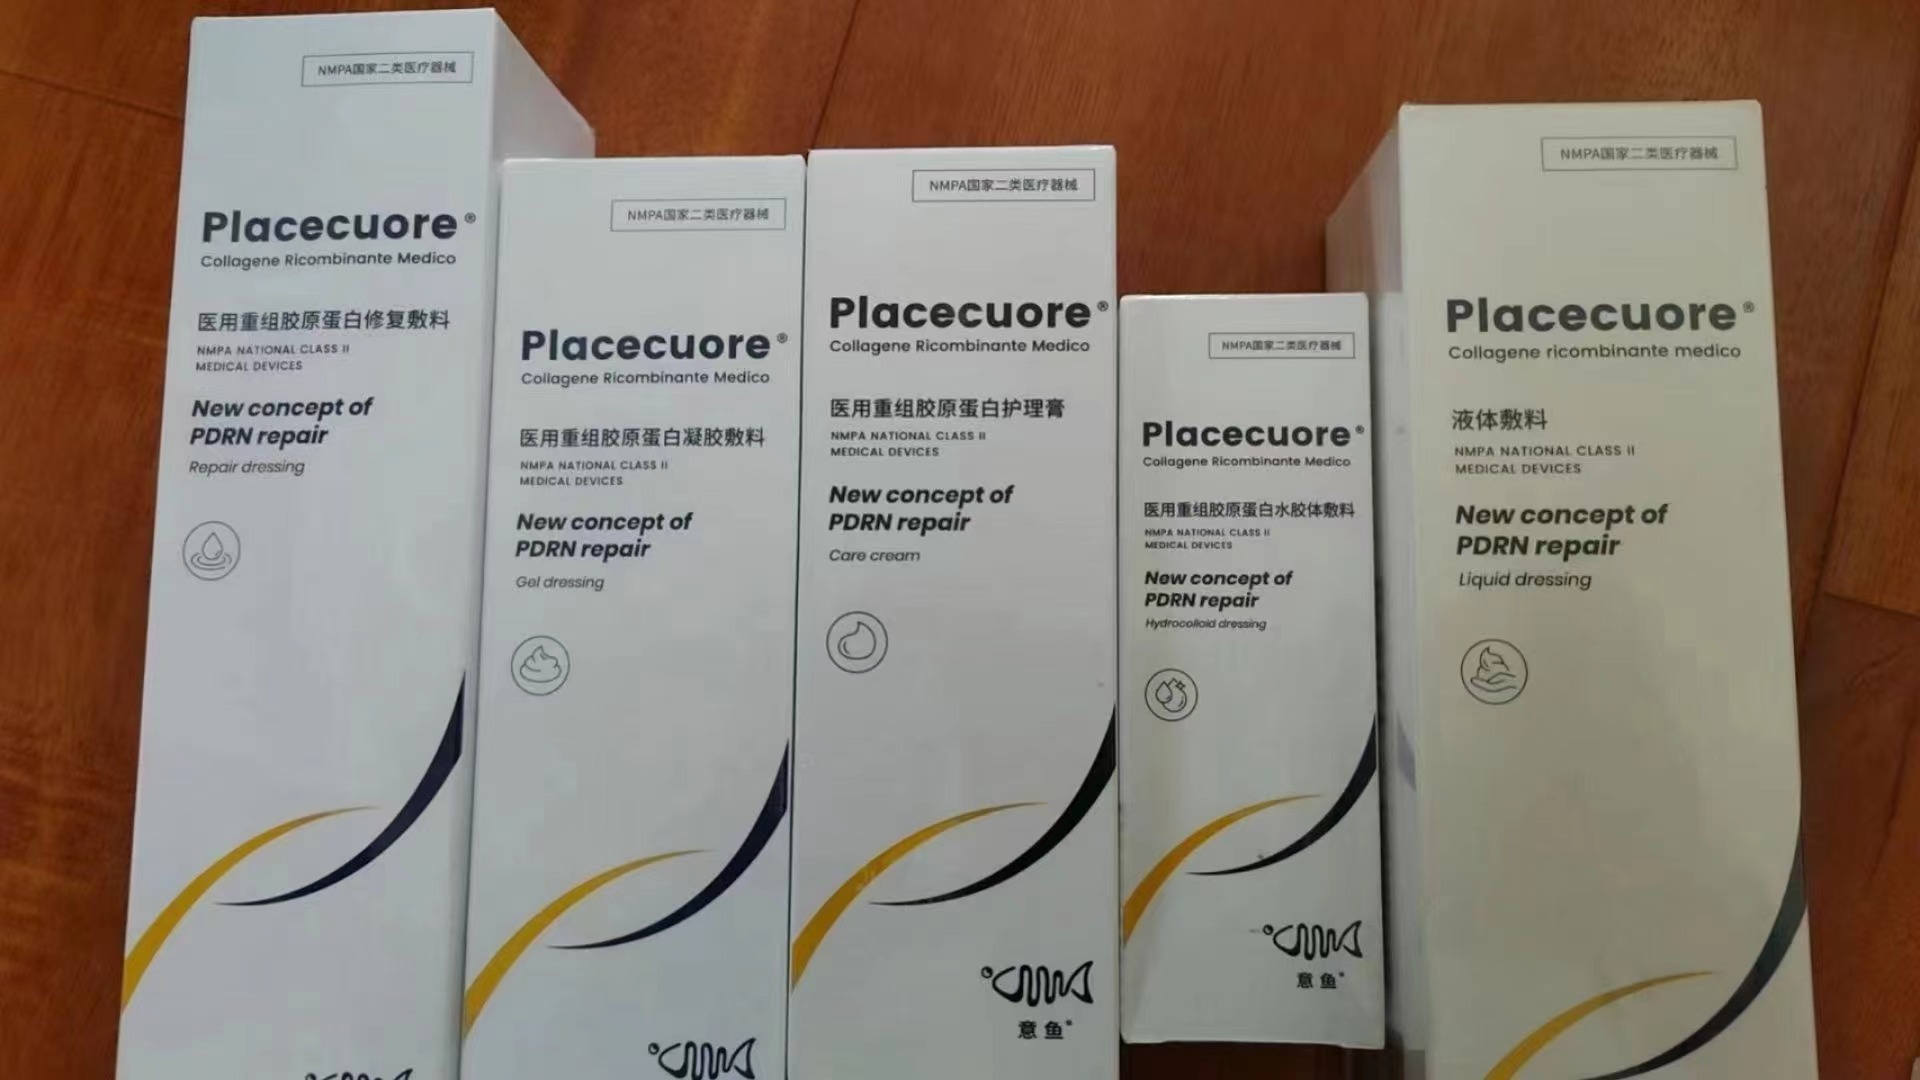 NMPA国家二类医疗器械
Placecuore®
Collagene Ricombinante Medico
医用重组胶原蛋白修复敷料
NMPA NATIONAL CLASS II
MEDICAL DEVICES
New concept of
PDRN repair
Repair dressing
NMPA国家二类医疗器械
Placecuore®
Collagene Ricombinante Medico
医用重组胶原蛋白凝胶敷料
NMPA NATIONAL CLASS II
MEDICAL DEVICES
New concept of
PDRN repair
Gel dressing
NMPA国家二类医疗器械
Placecuore®
Collagene Ricombinante Medico
医用重组胶原蛋白护理膏
NMPA NATIONAL CLASS II
MEDICAL DEVICES
New concept of
PDRN repair
Care cream
意鱼
NMPA国家二类医疗器械
Placecuore®
Collagene Ricombinante Medico
医用重组胶原蛋白水胶体敷料
NMPA NATIONAL CLASS II
MEDICAL DEVICES
New concept of
PDRN repair
Hydrocolloid dressing
意鱼
NMPA国家二类医疗器械
Placecuore®
Collagene ricombinante medico
液体敷料
NMPA NATIONAL CLASS II
MEDICAL DEVICES
New concept of
PDRN repair
Liquid dressing